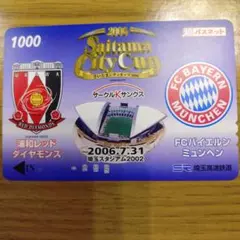 1000
2006
Saitama
City Cup
パスネット
RED DIAMONDS
FC BAYERN
MÜNCHEN
サークルKサンクス
浦和レッド
ダイヤモンズ
2006.7.31
埼玉スタジアム2002
FCバイエルン
ミュンヘン
埼玉高速鉄道